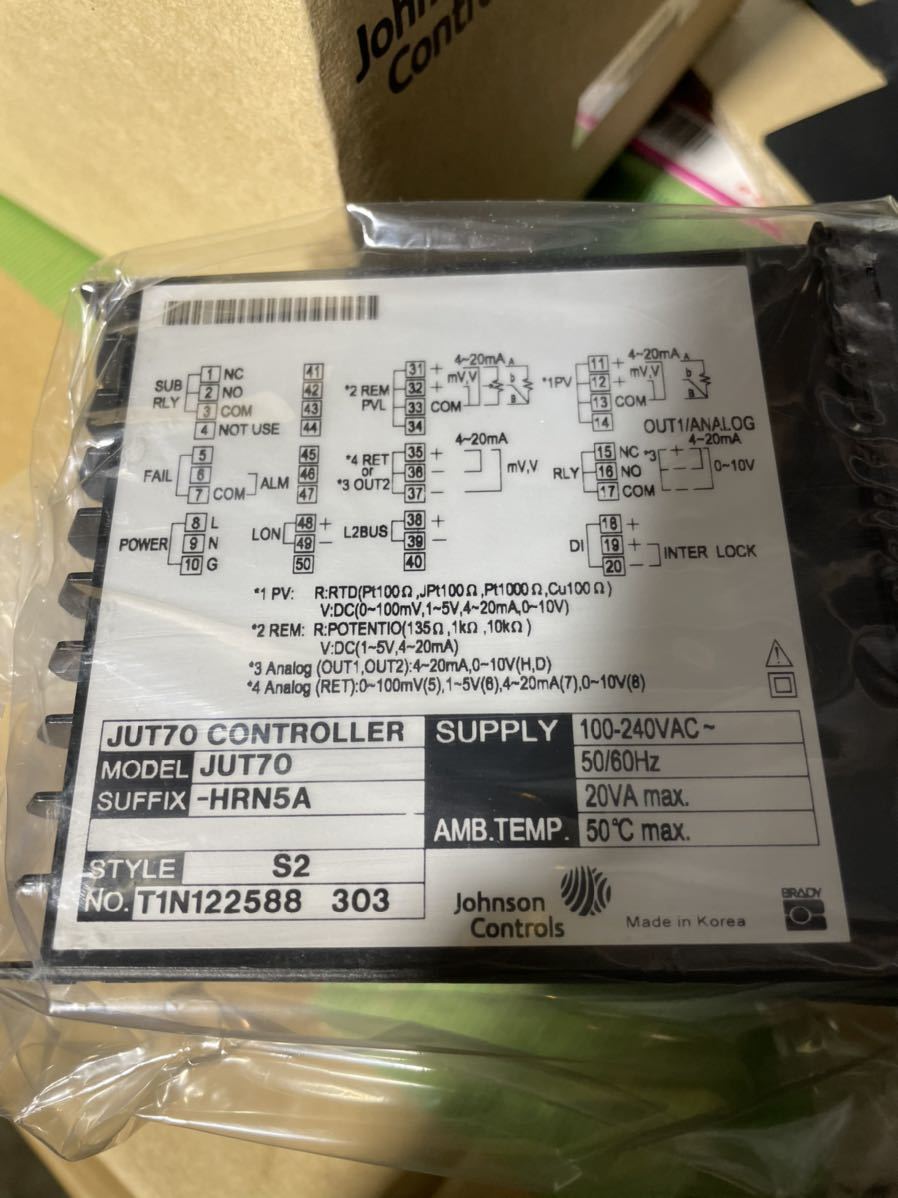 Johnson
Controls
SUB RLY
1 NC
2 NO
3 COM
4 NOT USE
FAIL
5
6
7 COM
ALM
POWER
8 L
9 N
10 G
41
42
43
44
45
46
47
LON
48 +
49 −
50
*2 REM
PVL
31 +
32 +
33 COM
34
4~20mA A
mV,V
b
B
*4 RET
or
*3 OUT2
35 +
36 −
37 −
4~20mA
mV,V
L2BUS
38 +
39 −
40
*1PV
11 +
12 +
13 COM
14
4~20mA A
mV,V
b
B
OUT1/ANALOG
RLY
15 NC
16 NO
17 COM
*3
4~20mA
+
0~10V
DI
18 +
19 +
20 −
INTER LOCK
*1 PV: R:RTD(Pt100Ω,JPt100Ω,Pt1000Ω,Cu100Ω)
V:DC(0~100mV,1~5V,4~20mA,0~10V)
*2 REM: R:POTENTIO(135Ω,1kΩ,10kΩ)
V:DC(1~5V,4~20mA)
*3 Analog (OUT1,OUT2):4~20mA,0~10V(H,D)
*4 Analog (RET):0~100mV(5),1~5V(6),4~20mA(7),0~10V(8)
JUT70 CONTROLLER
MODEL JUT70
SUFFIX -HRN5A
STYLE S2
NO. T1N122588 303
SUPPLY 100-240VAC~
50/60Hz
20VA max.
AMB.TEMP. 50℃ max.
Johnson
Controls
Made in Korea
BRADY